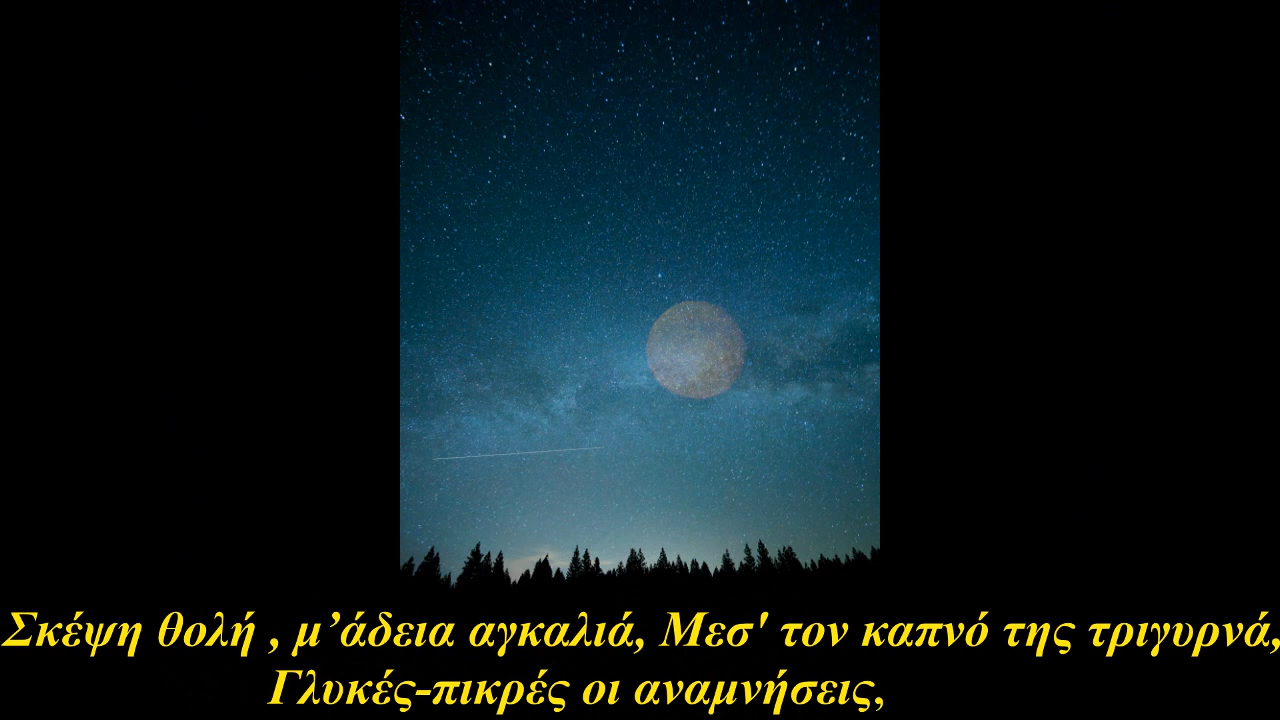 Σκέψη θολή , μ’άδεια αγκαλιά, Μεσ' τον καπνό της τριγυρνά,
Γλυκές-πικρές οι αναμνήσεις,